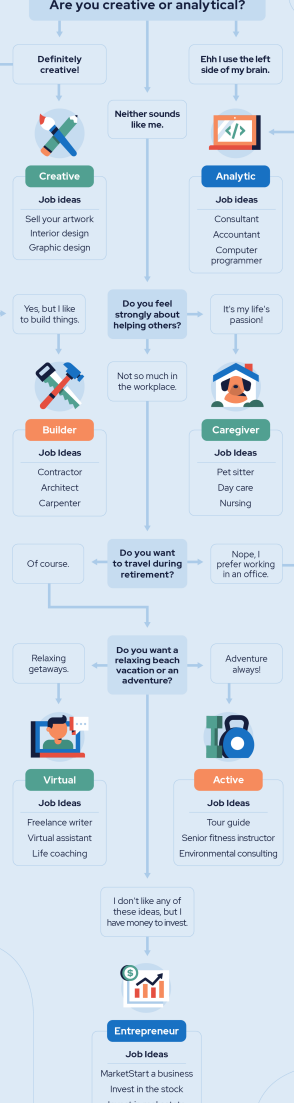 Are you creative or analytical?
Definitely
creative!
Ehh I use the left
side of my brain.
Neither sounds
like me.
Creative
Job ideas
Sell your artwork
Interior design
Graphic design
Analytic
Job ideas
Consultant
Accountant
Computer
programmer
Yes, but I like
to build things.
Do you feel
strongly about
helping others?
It's my life's
passion!
Not so much in
the workplace.
Builder
Job Ideas
Contractor
Architect
Carpenter
Caregiver
Job Ideas
Pet sitter
Day care
Nursing
Of course.
Do you want
to travel during
retirement?
Nope, I
prefer working
in an office.
Relaxing
getaways.
Do you want a
relaxing beach
vacation or an
adventure?
Adventure
always!
Virtual
Job Ideas
Freelance writer
Virtual assistant
Life coaching
Active
Job Ideas
Tour guide
Senior fitness instructor
Environmental consulting
I don't like any of
these ideas, but I
have money to invest.
$
Entrepreneur
Job Ideas
MarketStart a business
Invest in the stock